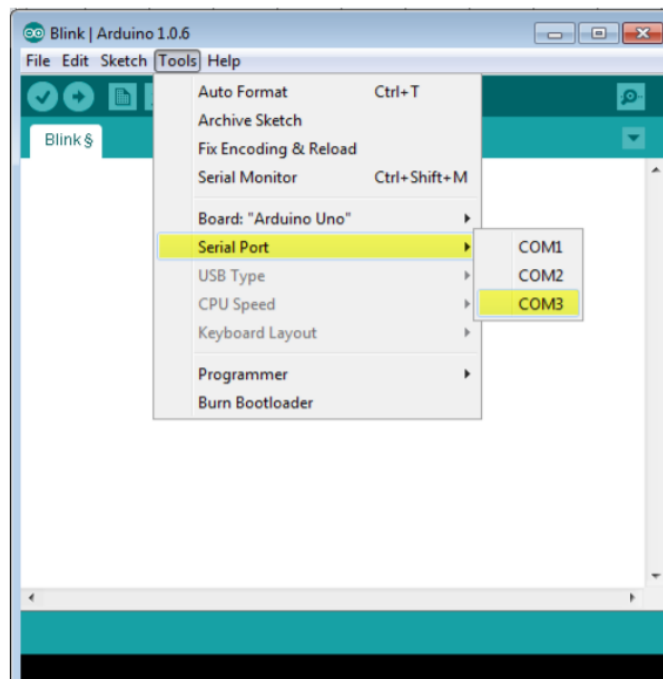 Blink | Arduino 1.0.6
File Edit Sketch Tools Help
Blink §
Auto Format Ctrl+T
Archive Sketch
Fix Encoding & Reload
Serial Monitor Ctrl+Shift+M
Board: "Arduino Uno"
Serial Port
USB Type
CPU Speed
Keyboard Layout
Programmer
Burn Bootloader
COM1
COM2
COM3